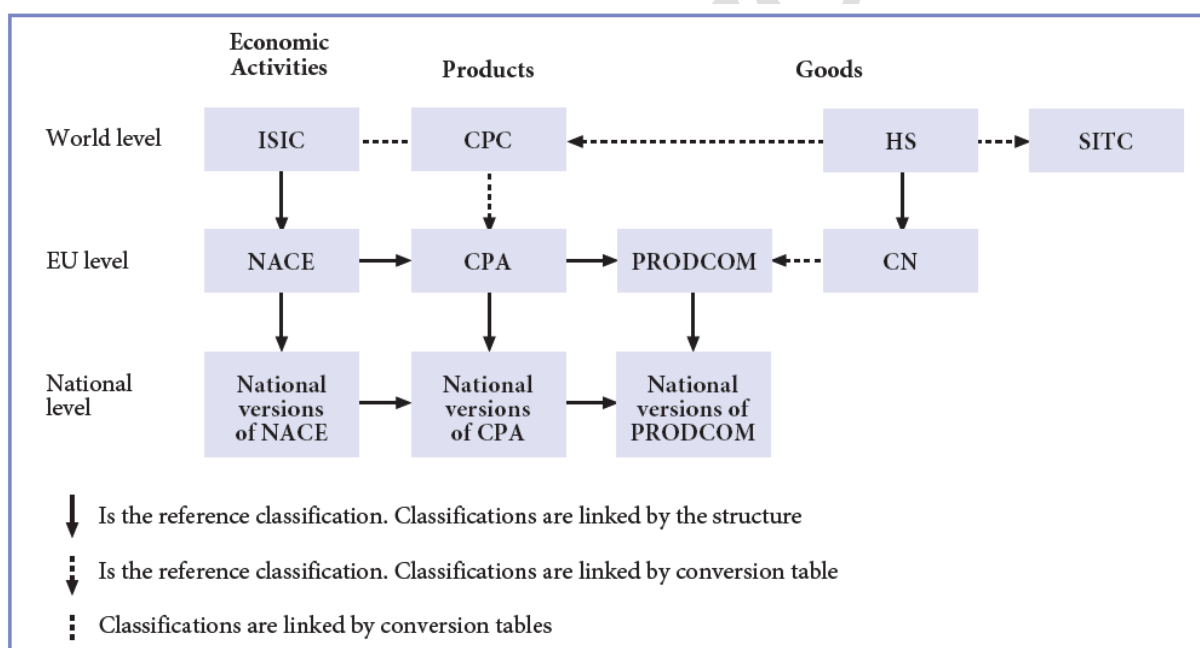 Economic
Activities
Products
Goods
World level
ISIC
CPC
HS
SITC
EU level
NACE
CPA
PRODCOM
CN
National
level
National
versions
of NACE
National
versions
of CPA
National
versions of
PRODCOM
Is the reference classification. Classifications are linked by the structure
Is the reference classification. Classifications are linked by conversion table
Classifications are linked by conversion tables